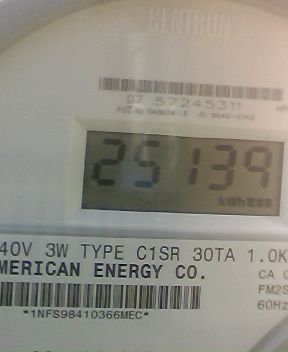 CENTRON
07 57245311
25139
kWh
40V 3W TYPE C1SR 30TA 1.0K
MERICAN ENERGY CO.
CA 0
FM2S
60Hz
*1NFS98410366MEC*